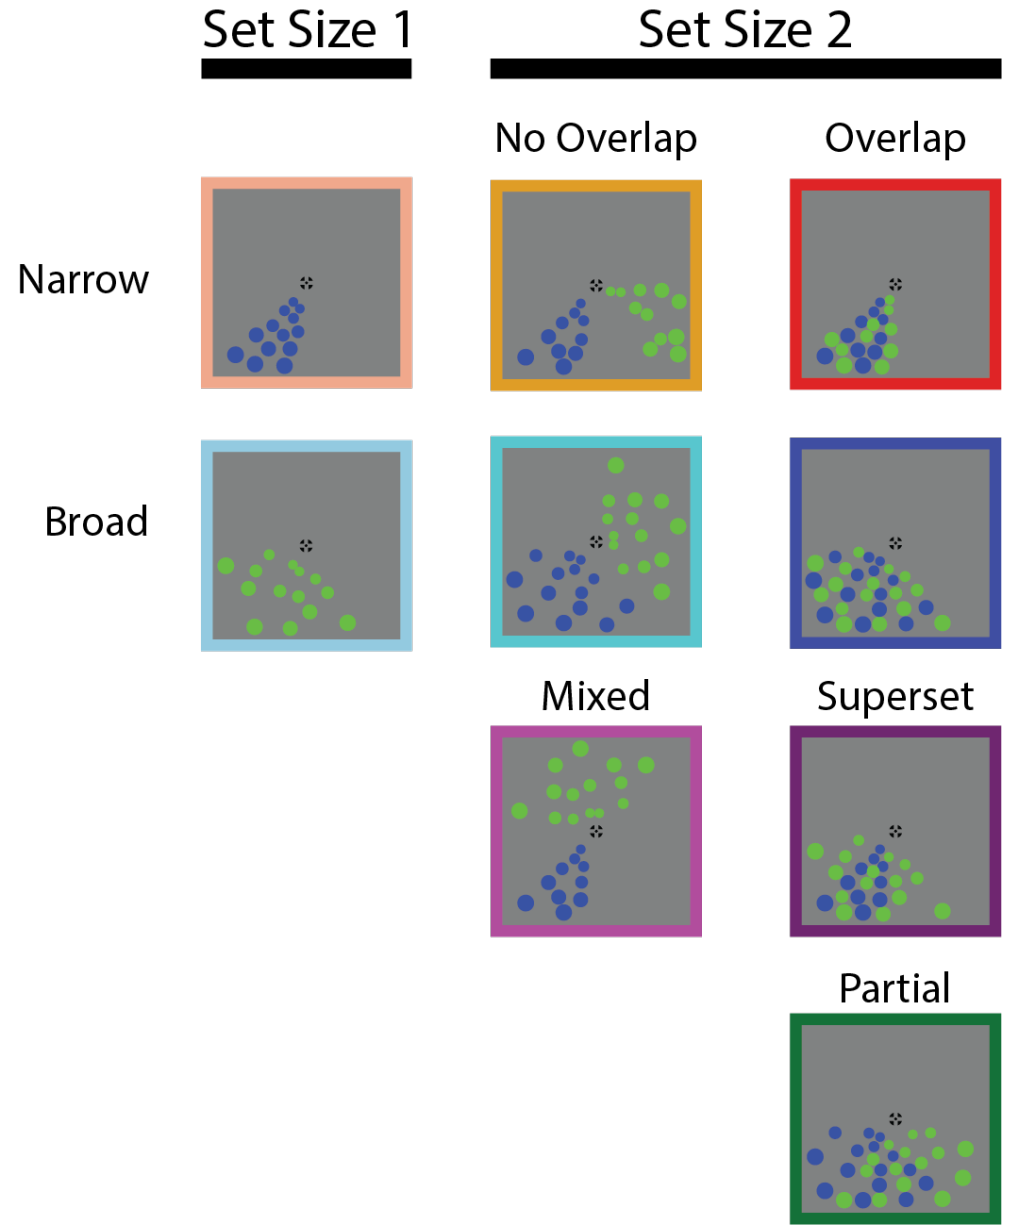 Set Size 1
Set Size 2
No Overlap
Overlap
Narrow
Broad
Mixed
Superset
Partial